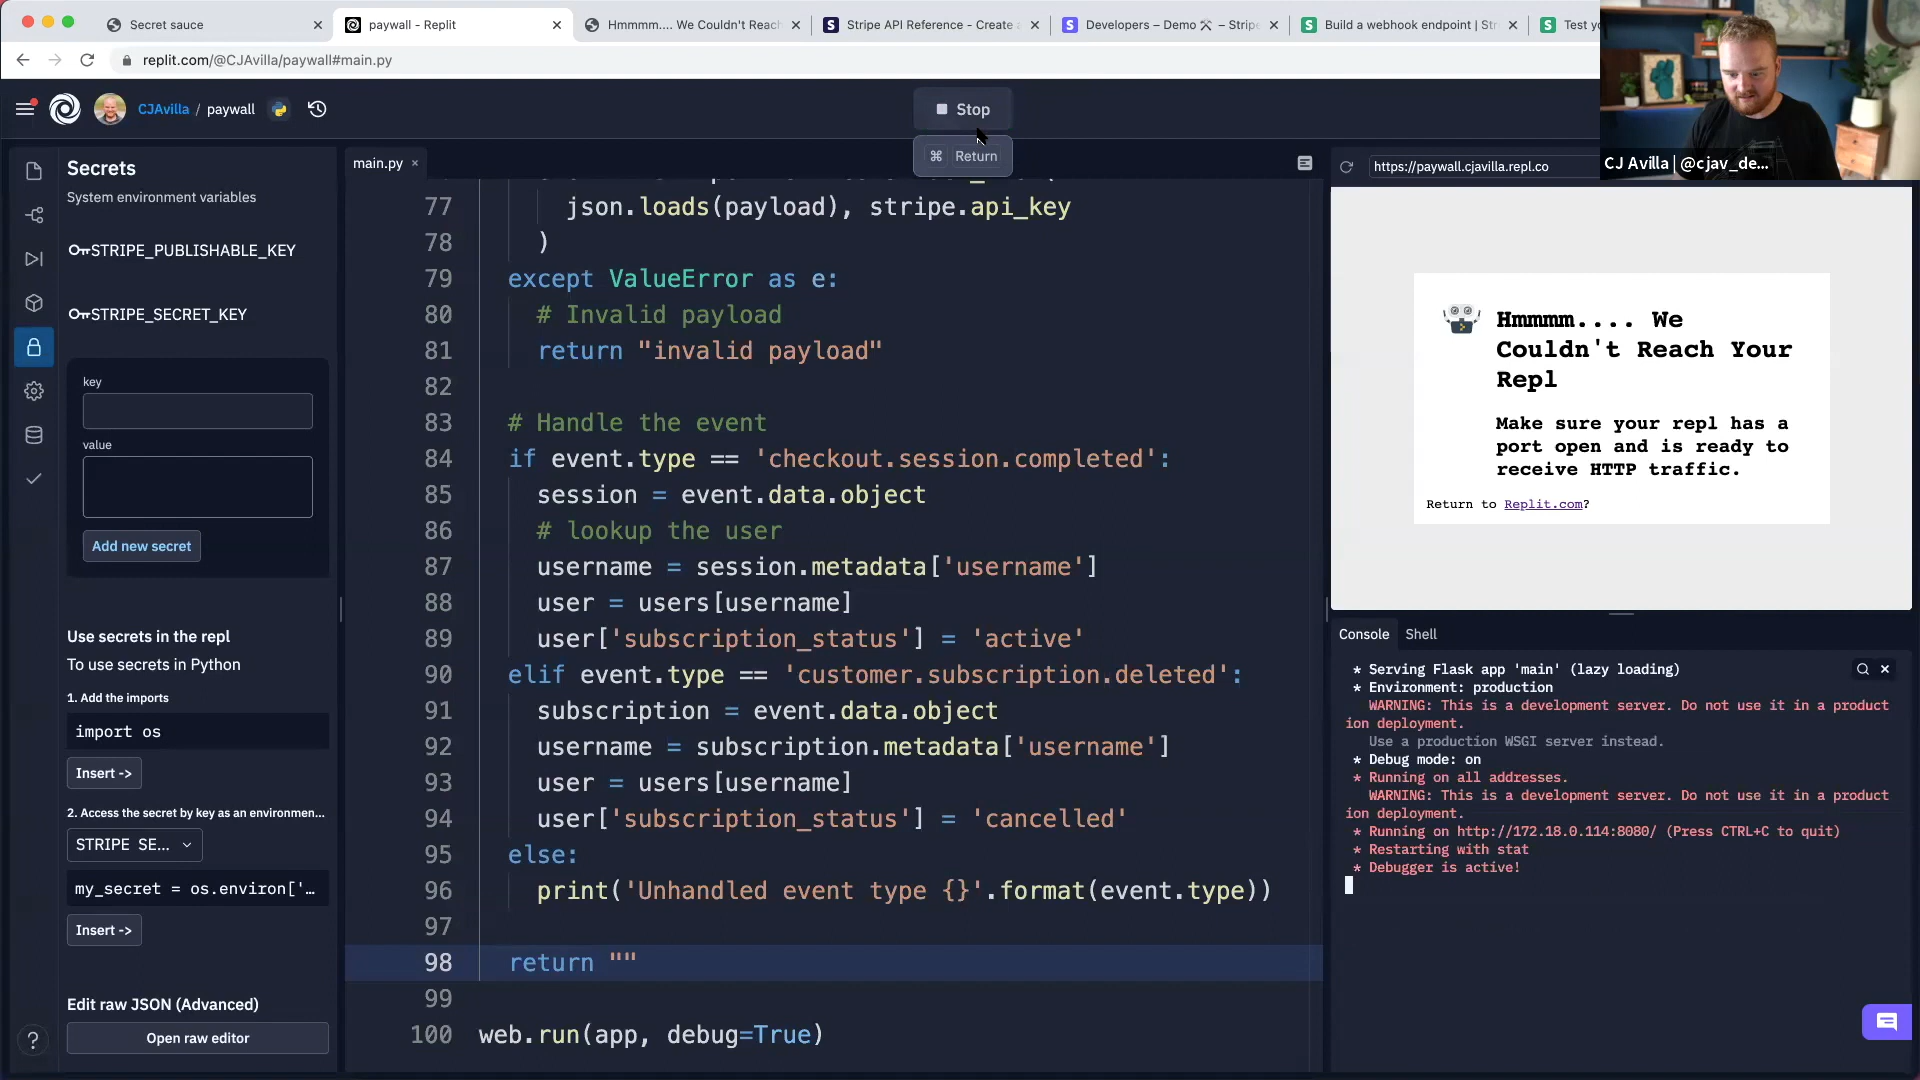 Secret sauce
paywall - Replit
Hmmmm.... We Couldn't Reach
Stripe API Reference - Create
Developers – Demo 🛠 – Stripe
Build a webhook endpoint | Str
Test yo
replit.com/@CJAvilla/paywall#main.py
CJAvilla / paywall
Stop
⌘ Return
CJ Avilla | @cjav_de...
Secrets
System environment variables
STRIPE_PUBLISHABLE_KEY
STRIPE_SECRET_KEY
key
value
Add new secret
Use secrets in the repl
To use secrets in Python
1. Add the imports
import os
Insert ->
2. Access the secret by key as an environmen...
STRIPE SE...
my_secret = os.environ['...
Insert ->
Edit raw JSON (Advanced)
Open raw editor
?
main.py
77 json.loads(payload), stripe.api_key
78 )
79 except ValueError as e:
80 # Invalid payload
81 return "invalid payload"
82
83 # Handle the event
84 if event.type == 'checkout.session.completed':
85 session = event.data.object
86 # lookup the user
87 username = session.metadata['username']
88 user = users[username]
89 user['subscription_status'] = 'active'
90 elif event.type == 'customer.subscription.deleted':
91 subscription = event.data.object
92 username = subscription.metadata['username']
93 user = users[username]
94 user['subscription_status'] = 'cancelled'
95 else:
96 print('Unhandled event type {}'.format(event.type))
97
98 return ""
99
100 web.run(app, debug=True)
https://paywall.cjavilla.repl.co
Hmmmm.... We
Couldn't Reach Your
Repl
Make sure your repl has a
port open and is ready to
receive HTTP traffic.
Return to Replit.com?
Console Shell
* Serving Flask app 'main' (lazy loading)
* Environment: production
WARNING: This is a development server. Do not use it in a product
ion deployment.
Use a production WSGI server instead.
* Debug mode: on
* Running on all addresses.
WARNING: This is a development server. Do not use it in a product
ion deployment.
* Running on http://172.18.0.114:8080/ (Press CTRL+C to quit)
* Restarting with stat
* Debugger is active!